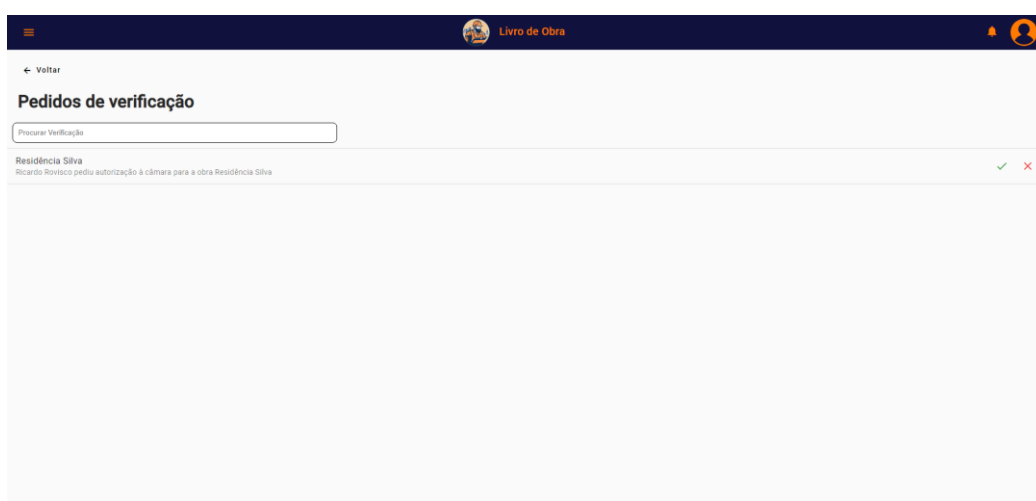 Livro de Obra
Voltar
Pedidos de verificação
Procurar Verificação
Residência Silva
Ricardo Rovisco pediu autorização à câmara para a obra Residência Silva